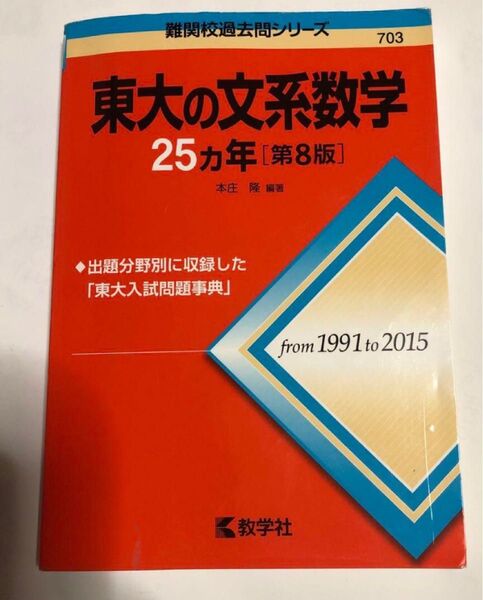 難関校過去問シリーズ
703
東大の文系数学
25カ年［第8版］
本庄 隆 編著
◆出題分野別に収録した
「東大入試問題事典」
from 1991 to 2015
教学社